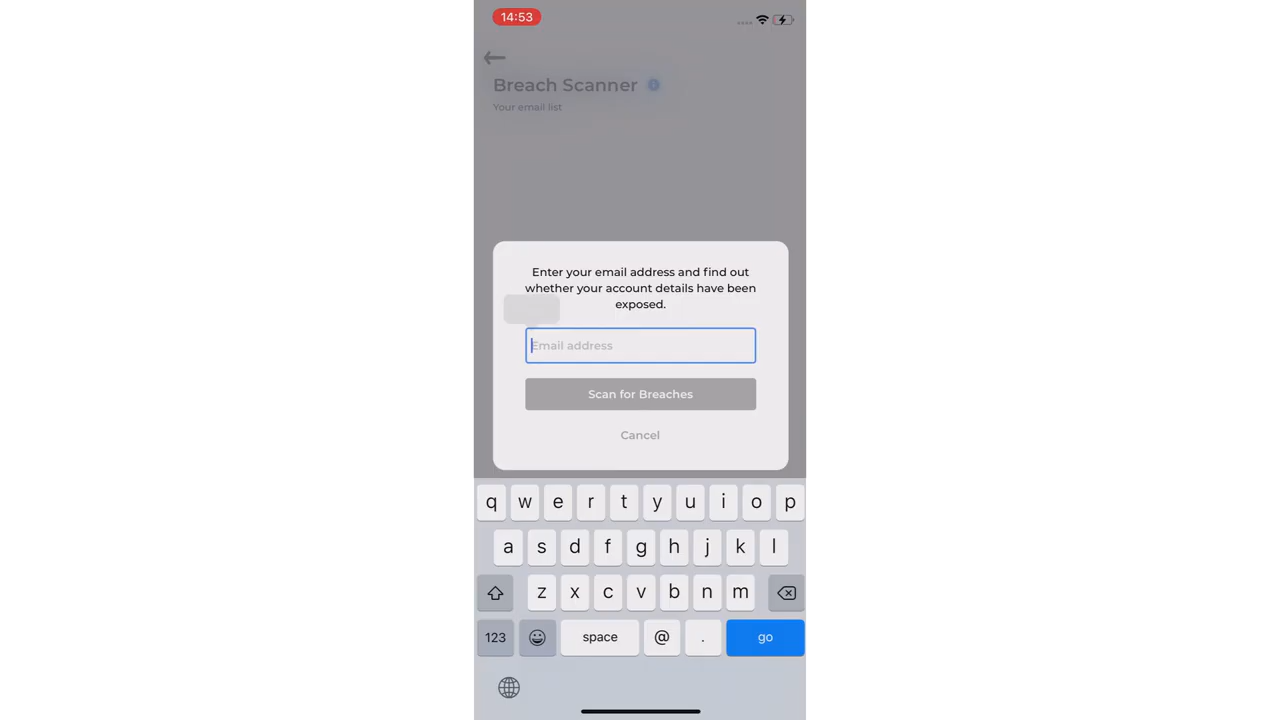 14:53
Breach Scanner
Your email list
Enter your email address and find out
whether your account details have been
exposed.
Email address
Scan for Breaches
Cancel
q w e r t y u i o p
a s d f g h j k l
z x c v b n m
123 space @ . go